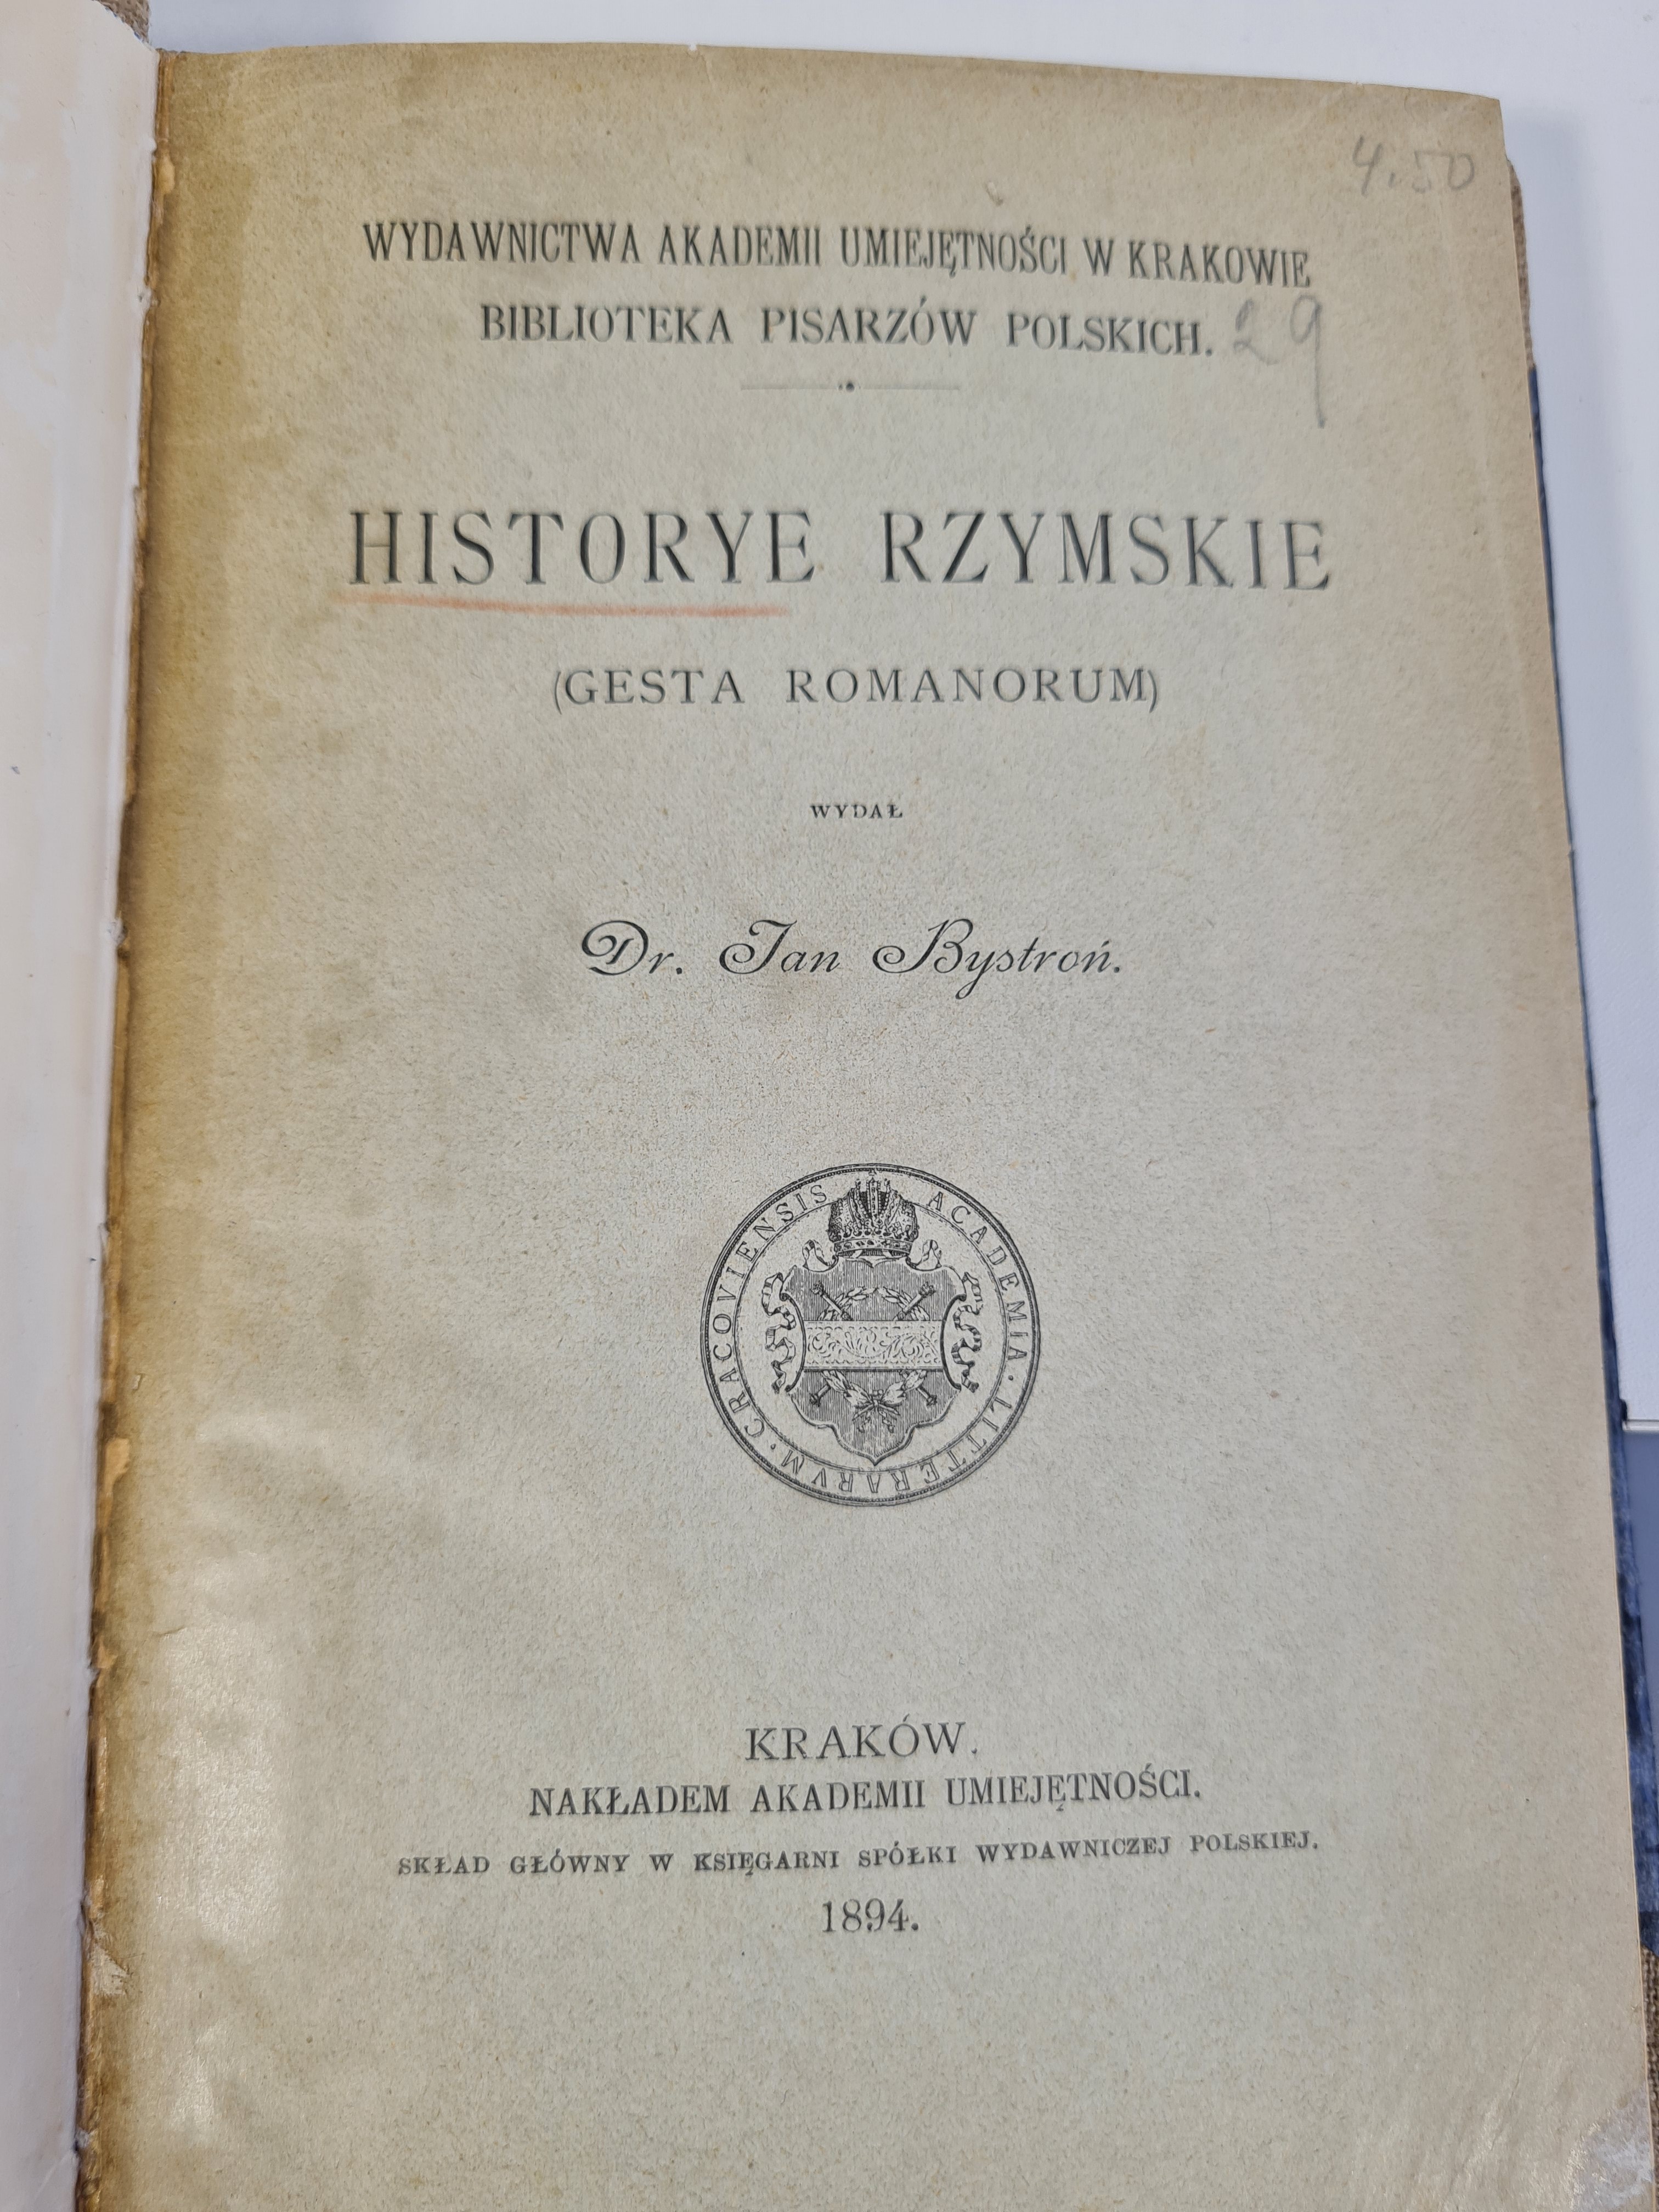 4.50
WYDAWNICTWA AKADEMII UMIEJĘTNOŚCI W KRAKOWIE
BIBLIOTEKA PISARZÓW POLSKICH. 29
HISTORYE RZYMSKIE
(GESTA ROMANORUM)
WYDAŁ
Dr. Jan Bystroń.
ACADEMIA · LITTERARVM · CRACOVIENSIS
KRAKÓW.
NAKŁADEM AKADEMII UMIEJĘTNOŚCI.
SKŁAD GŁÓWNY W KSIĘGARNI SPÓŁKI WYDAWNICZEJ POLSKIEJ.
1894.